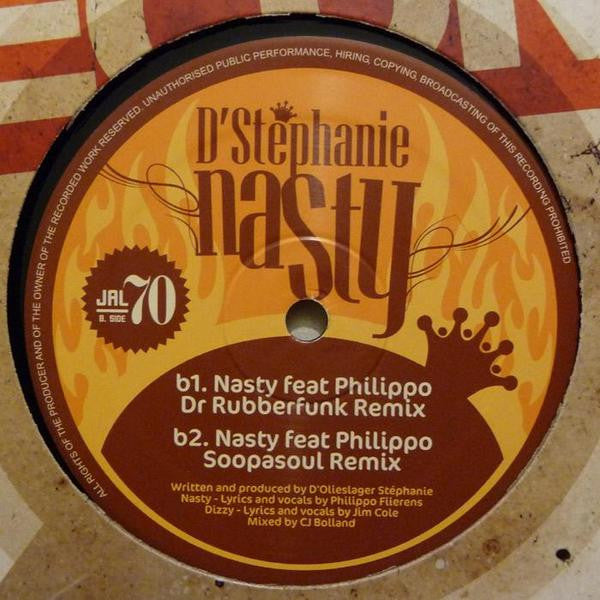 ALL RIGHTS OF THE PRODUCER AND OF THE OWNER OF THE RECORDED WORK RESERVED. UNAUTHORISED PUBLIC PERFORMANCE, HIRING, COPYING, BROADCASTING OF THIS RECORDING PROHIBITED
D'Stephanie
nasty
JAL 70
B. SIDE
b1. Nasty feat Philippo
Dr Rubberfunk Remix
b2. Nasty feat Philippo
Soopasoul Remix
Written and produced by D'Olieslager Stéphanie
Nasty - Lyrics and vocals by Philippo Flierens
Dizzy - Lyrics and vocals by Jim Cole
Mixed by CJ Bolland